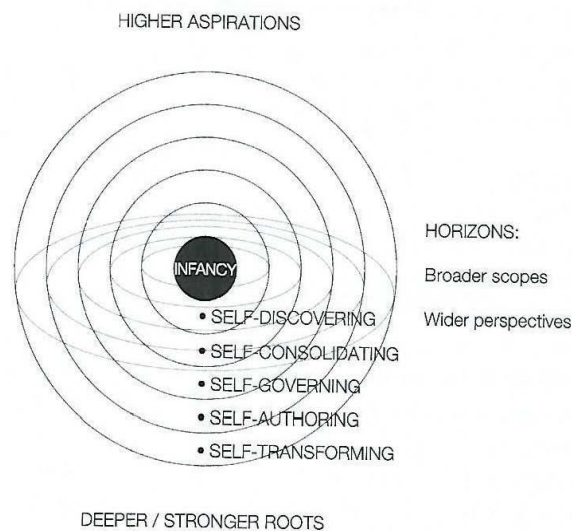 HIGHER ASPIRATIONS
HORIZONS:
Broader scopes
Wider perspectives
INFANCY
• SELF-DISCOVERING
• SELF-CONSOLIDATING
• SELF-GOVERNING
• SELF-AUTHORING
• SELF-TRANSFORMING
DEEPER / STRONGER ROOTS